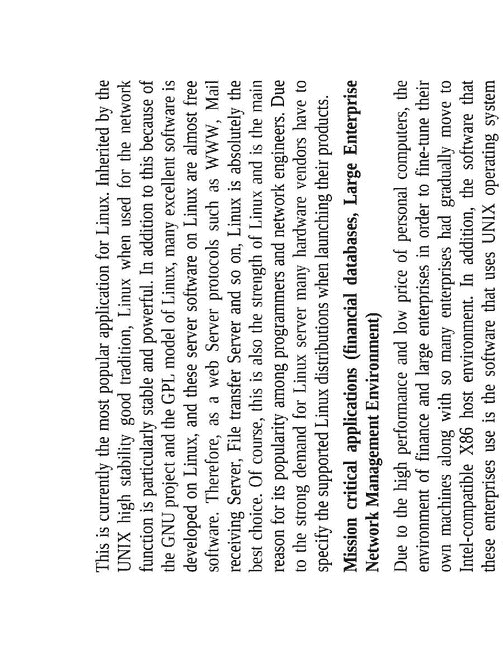 This is currently the most popular application for Linux. Inherited by the
UNIX high stability good tradition, Linux when used for the network
function is particularly stable and powerful. In addition to this because of
the GNU project and the GPL model of Linux, many excellent software is
developed on Linux, and these server software on Linux are almost free
software. Therefore, as a web Server protocols such as WWW, Mail
receiving Server, File transfer Server and so on, Linux is absolutely the
best choice. Of course, this is also the strength of Linux and is the main
reason for its popularity among programmers and network engineers. Due
to the strong demand for Linux server many hardware vendors have to
specify the supported Linux distributions when launching their products.
Mission critical applications (financial databases, Large Enterprise
Network Management Environment)
Due to the high performance and low price of personal computers, the
environment of finance and large enterprises in order to fine-tune their
own machines along with so many enterprises had gradually move to
Intel-compatible X86 host environment. In addition, the software that
these enterprises use is the software that uses UNIX operating system